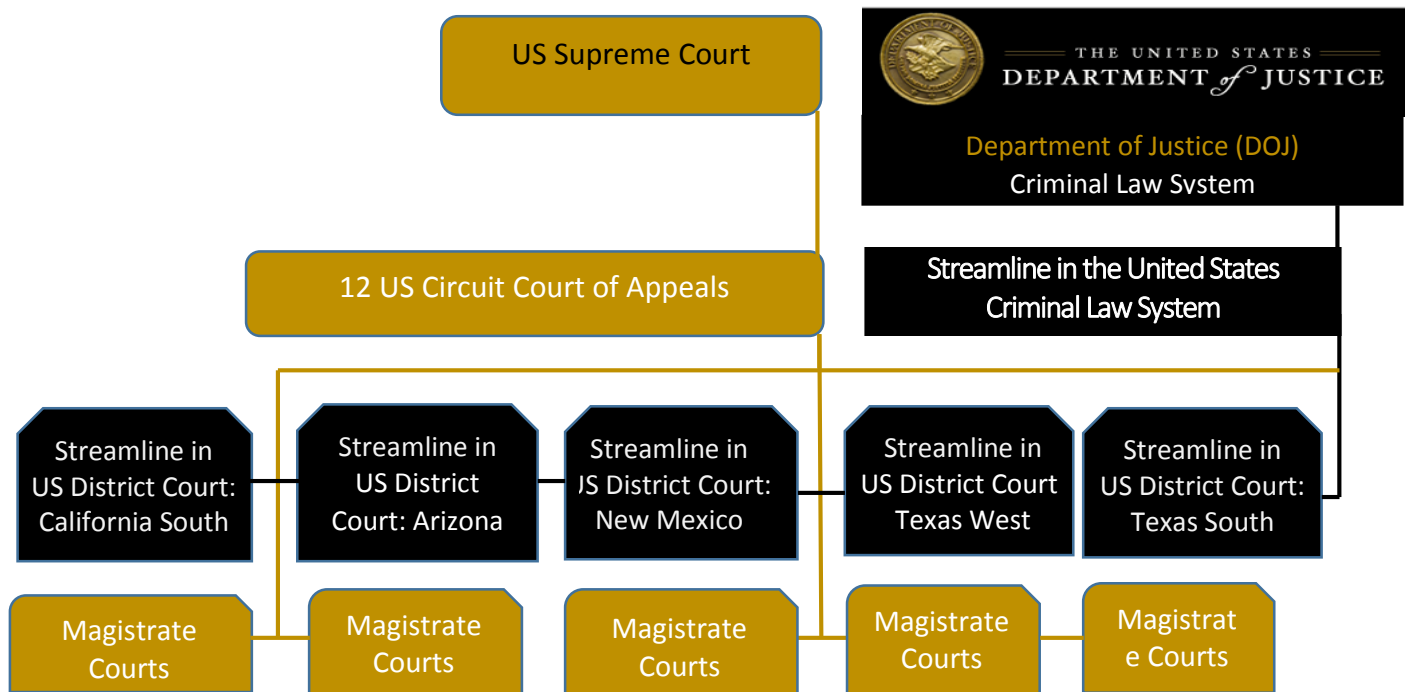 US Supreme Court
THE UNITED STATES
DEPARTMENT of JUSTICE
Department of Justice (DOJ)
Criminal Law System
12 US Circuit Court of Appeals
Streamline in the United States
Criminal Law System
Streamline in
US District Court:
California South
Streamline in
US District
Court: Arizona
Streamline in
US District Court:
New Mexico
Streamline in
US District Court
Texas West
Streamline in
US District Court:
Texas South
Magistrate
Courts
Magistrate
Courts
Magistrate
Courts
Magistrate
Courts
Magistrat
e Courts